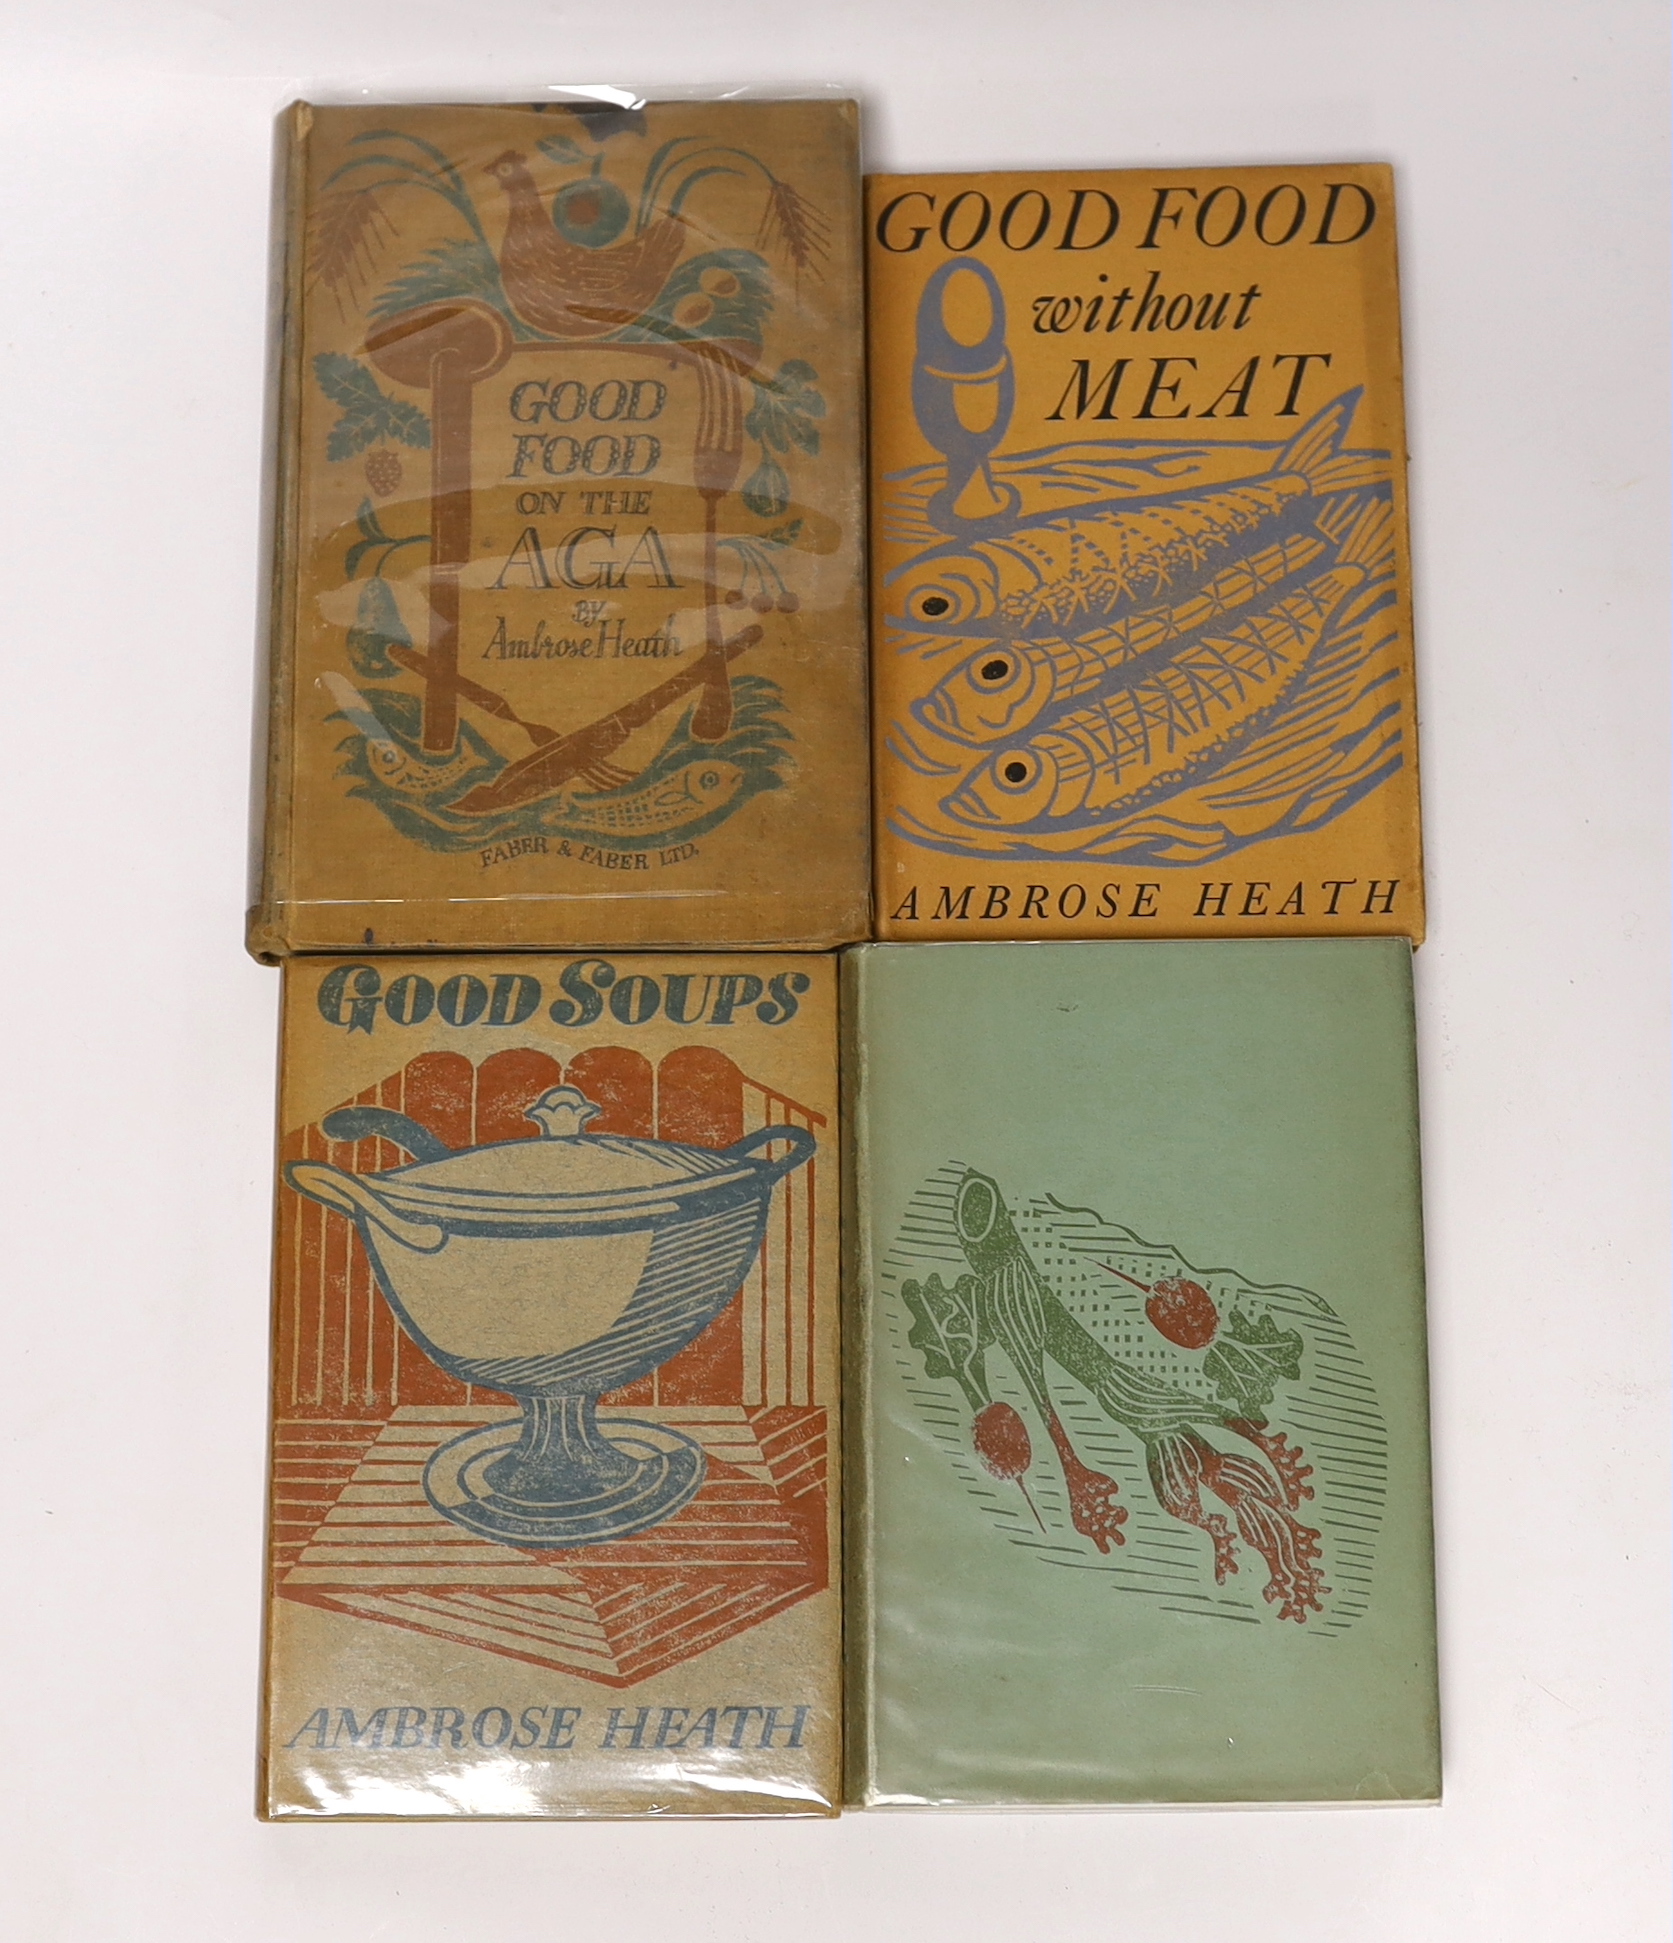 GOOD
FOOD
ON THE
AGA
BY
Ambrose Heath
FABER & FABER LTD.
GOOD FOOD
without
MEAT
AMBROSE HEATH
GOOD SOUPS
AMBROSE HEATH